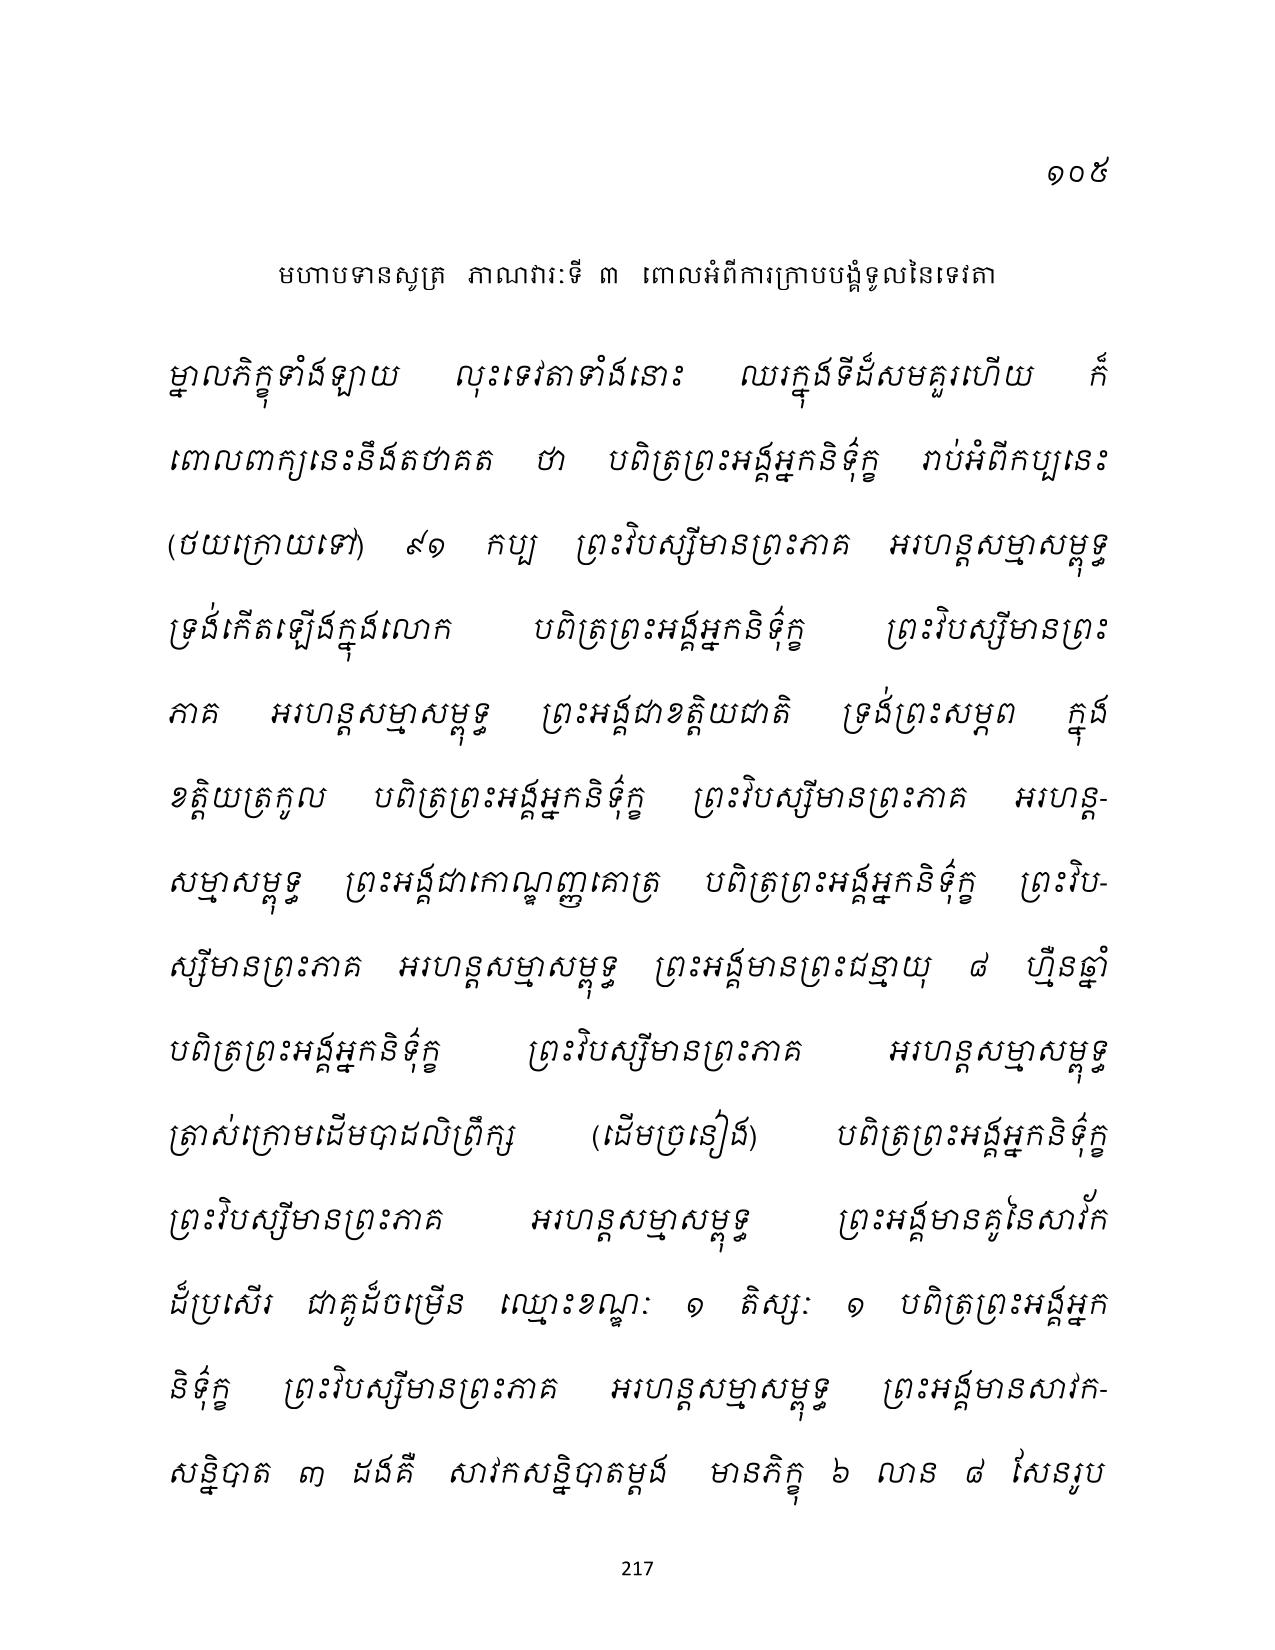 ១០៥
មហាបទានសូត្រ ភាណវារៈទី ៣ ពោលអំពីការក្រាបបង្គំទូលនៃទេវតា
ម្នាលភិក្ខុទាំងឡាយ លុះទេវតាទាំងនោះ ឈរក្នុងទីដ៏សមគួរហើយ ក៏
ពោលពាក្យនេះនឹងតថាគត ថា បពិត្រព្រះអង្គអ្នកនិទ៌ុក្ខ រាប់អំពីកប្បនេះ
(ថយក្រោយទៅ) ៩១ កប្ប ព្រះវិបស្សីមានព្រះភាគ អរហន្តសម្មាសម្ពុទ្ធ
ទ្រង់កើតឡើងក្នុងលោក បពិត្រព្រះអង្គអ្នកនិទ៌ុក្ខ ព្រះវិបស្សីមានព្រះ
ភាគ អរហន្តសម្មាសម្ពុទ្ធ ព្រះអង្គជាខត្តិយជាតិ ទ្រង់ព្រះសម្ភព ក្នុង
ខត្តិយត្រកូល បពិត្រព្រះអង្គអ្នកនិទ៌ុក្ខ ព្រះវិបស្សីមានព្រះភាគ អរហន្ត-
សម្មាសម្ពុទ្ធ ព្រះអង្គជាកោណ្ឌញ្ញគោត្រ បពិត្រព្រះអង្គអ្នកនិទ៌ុក្ខ ព្រះវិប-
ស្សីមានព្រះភាគ អរហន្តសម្មាសម្ពុទ្ធ ព្រះអង្គមានព្រះជន្មាយុ ៨ ហ្មឺនឆ្នាំ
បពិត្រព្រះអង្គអ្នកនិទ៌ុក្ខ ព្រះវិបស្សីមានព្រះភាគ អរហន្តសម្មាសម្ពុទ្ធ
ត្រាស់ក្រោមដើមបាដលិព្រឹក្ស (ដើមច្រនៀង) បពិត្រព្រះអង្គអ្នកនិទ៌ុក្ខ
ព្រះវិបស្សីមានព្រះភាគ អរហន្តសម្មាសម្ពុទ្ធ ព្រះអង្គមានគូនៃសាវ័ក
ដ៏ប្រសើរ ជាគូដ៏ចម្រើន ឈ្មោះខណ្ឌៈ ១ តិស្សៈ ១ បពិត្រព្រះអង្គអ្នក
និទ៌ុក្ខ ព្រះវិបស្សីមានព្រះភាគ អរហន្តសម្មាសម្ពុទ្ធ ព្រះអង្គមានសាវក-
សន្និបាត ៣ ដងគឺ សាវកសន្និបាតម្តង មានភិក្ខុ ៦ លាន ៨ សែនរូប
217